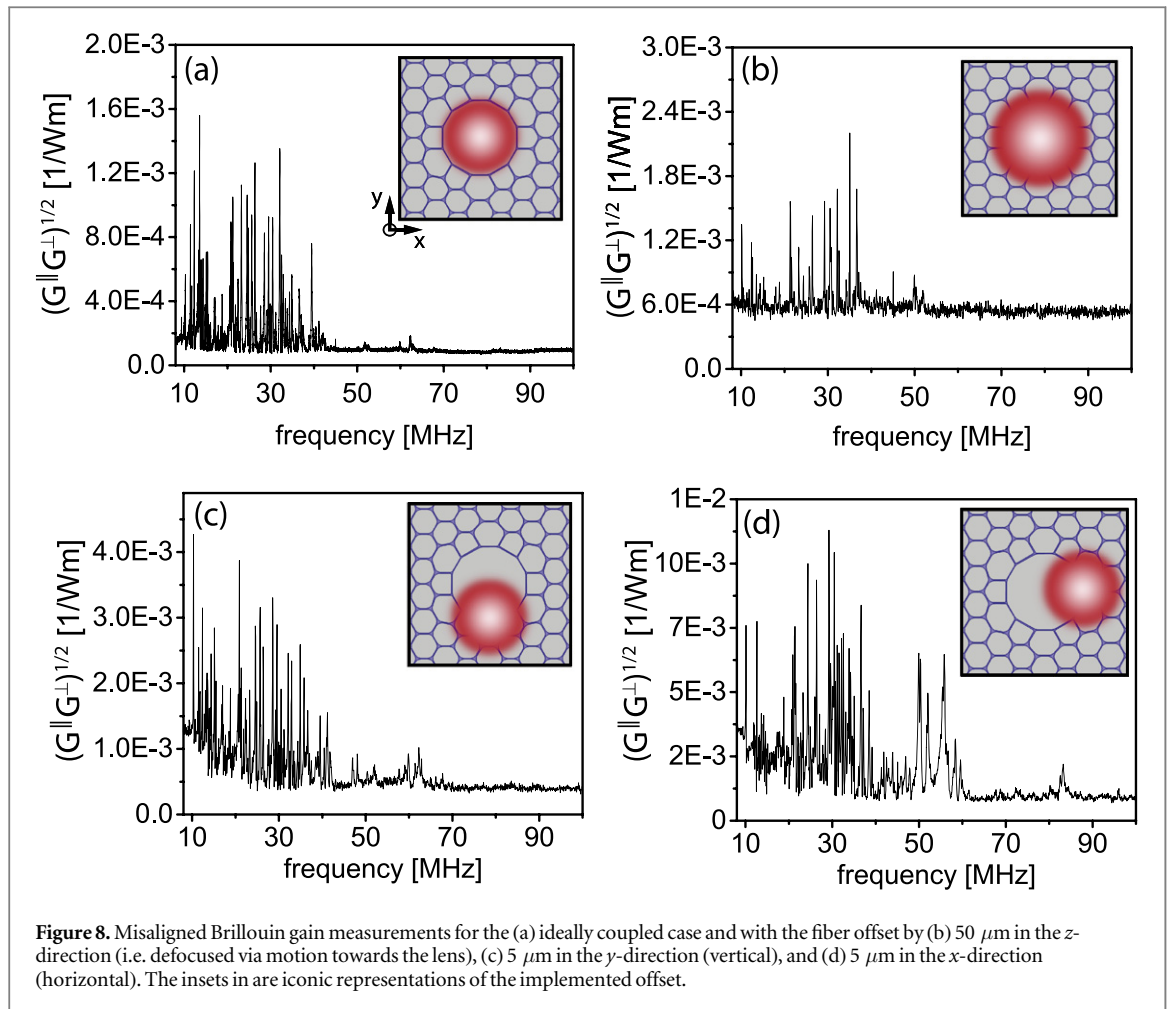 (a)
2.0E-3
1.6E-3
1.2E-3
8.0E-4
4.0E-4
0.0
(G∥G⊥)1/2 [1/Wm]
y
x
10 30 50 70 90
frequency [MHz]
(b)
3.0E-3
2.4E-3
1.8E-3
1.2E-3
6.0E-4
0.0
(G∥G⊥)1/2 [1/Wm]
10 30 50 70 90
frequency [MHz]
(c)
4.0E-3
3.0E-3
2.0E-3
1.0E-3
0.0
(G∥G⊥)1/2 [1/Wm]
10 30 50 70 90
frequency [MHz]
(d)
1E-2
10E-3
7E-3
5E-3
2E-3
0
(G∥G⊥)1/2 [1/Wm]
10 30 50 70 90
frequency [MHz]
Figure 8. Misaligned Brillouin gain measurements for the (a) ideally coupled case and with the fiber offset by (b) 50 μm in the z-
direction (i.e. defocused via motion towards the lens), (c) 5 μm in the y-direction (vertical), and (d) 5 μm in the x-direction
(horizontal). The insets in are iconic representations of the implemented offset.